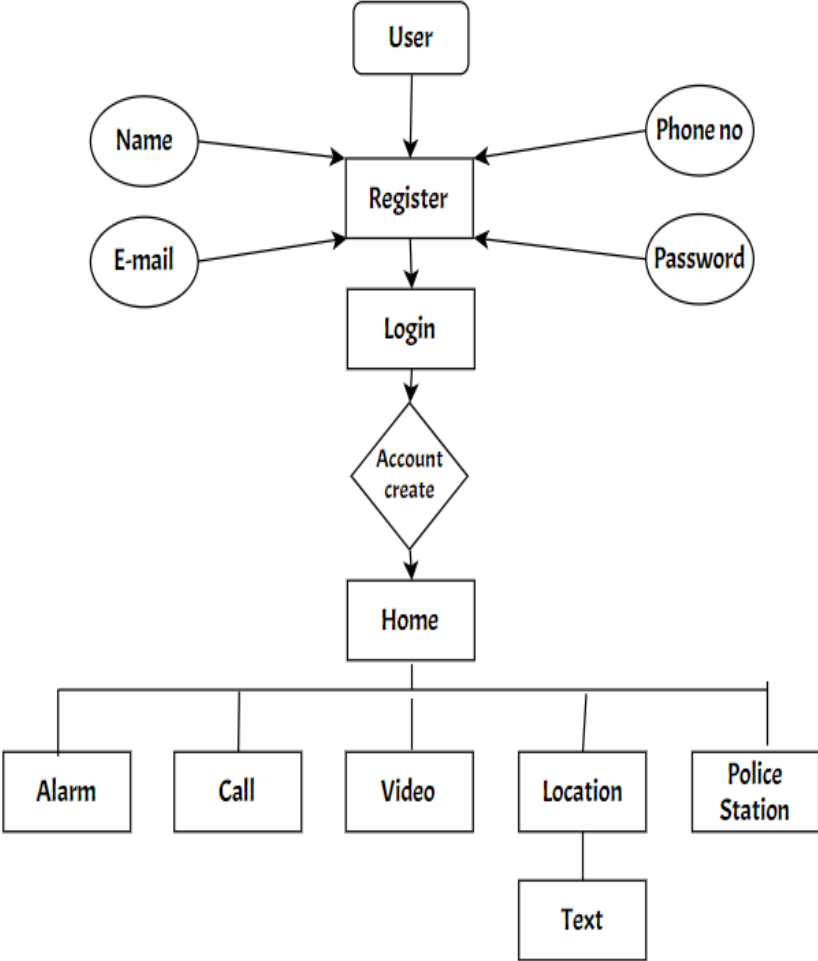 User
Name
Phone no
Register
E-mail
Password
Login
Account
create
Home
Alarm
Call
Video
Location
Police
Station
Text